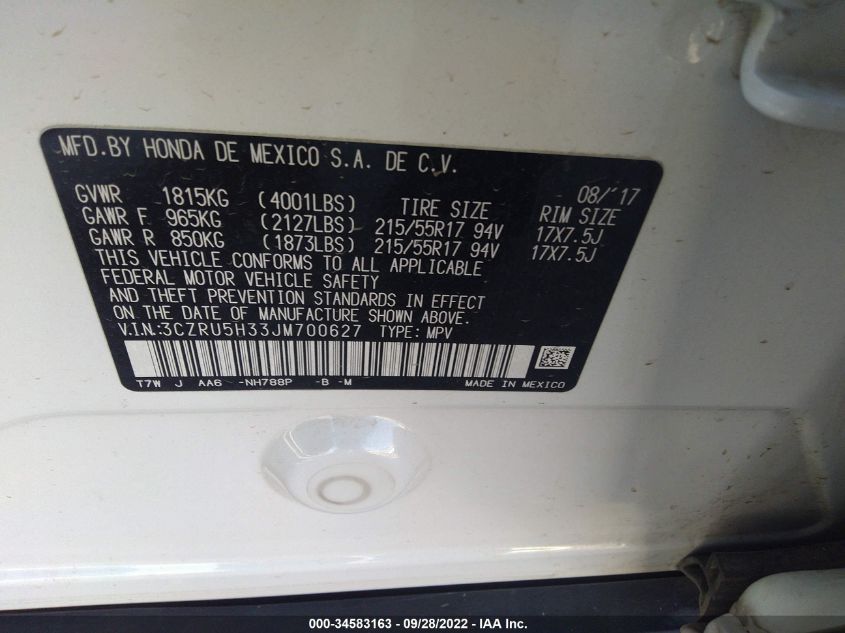 MFD.BY HONDA DE MEXICO S.A. DE C.V.
08/'17
GVWR 1815KG (4001LBS) TIRE SIZE RIM SIZE
GAWR F 965KG (2127LBS) 215/55R17 94V 17X7.5J
GAWR R 850KG (1873LBS) 215/55R17 94V 17X7.5J
THIS VEHICLE CONFORMS TO ALL APPLICABLE
FEDERAL MOTOR VEHICLE SAFETY
AND THEFT PREVENTION STANDARDS IN EFFECT
ON THE DATE OF MANUFACTURE SHOWN ABOVE.
V.I.N.:3CZRU5H33JM700627 TYPE: MPV
T7W J AA6 -NH788P -B -M MADE IN MEXICO
000-34583163 - 09/28/2022 - IAA Inc.